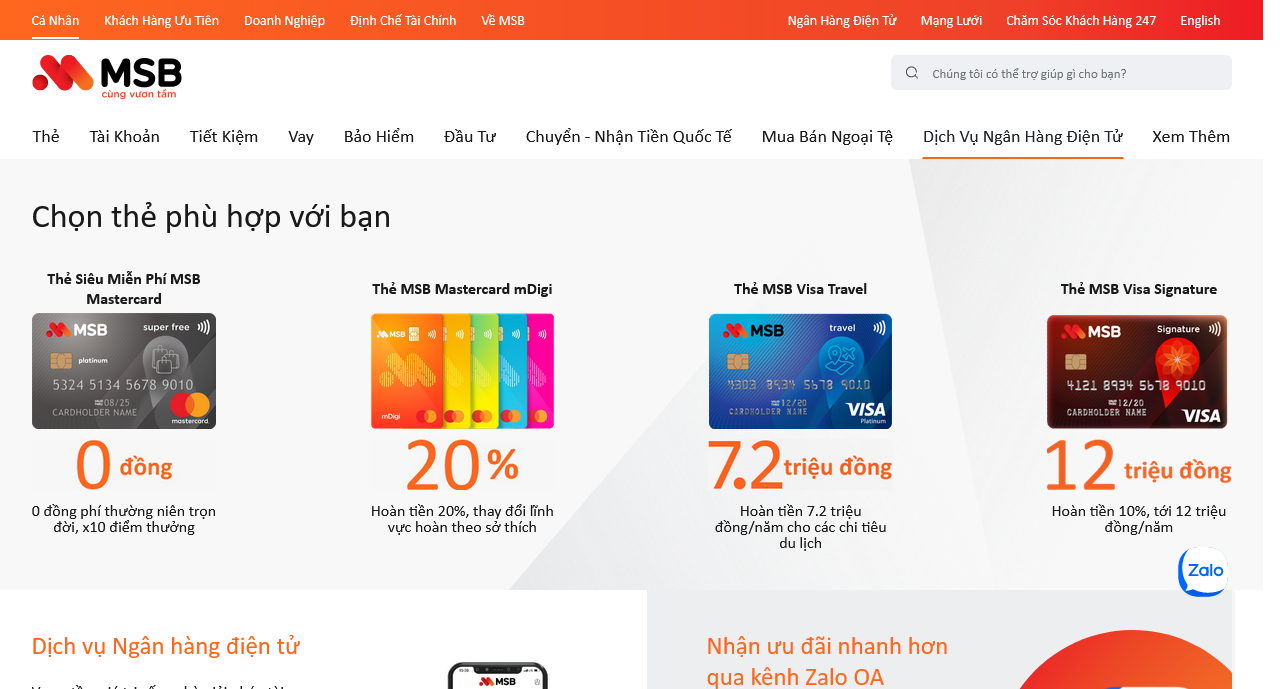 Cá Nhân Khách Hàng Ưu Tiên Doanh Nghiệp Định Chế Tài Chính Về MSB Ngân Hàng Điện Tử Mạng Lưới Chăm Sóc Khách Hàng 247 English
MSB
cùng vươn tầm
Chúng tôi có thể trợ giúp gì cho bạn?
Thẻ Tài Khoản Tiết Kiệm Vay Bảo Hiểm Đầu Tư Chuyển - Nhận Tiền Quốc Tế Mua Bán Ngoại Tệ Dịch Vụ Ngân Hàng Điện Tử Xem Thêm
Chọn thẻ phù hợp với bạn
Thẻ Siêu Miễn Phí MSB
Mastercard
MSB super free
platinum
5324 5134 5678 9010
08/25
CARDHOLDER NAME
mastercard
0 đồng
0 đồng phí thường niên trọn
đời, x10 điểm thưởng
Thẻ MSB Mastercard mDigi
MSB
mDigi
20%
Hoàn tiền 20%, thay đổi lĩnh
vực hoàn theo sở thích
Thẻ MSB Visa Travel
MSB travel
4303 8934 5678 9010
12/20
CARDHOLDER NAME
VISA
Platinum
7.2 triệu đồng
Hoàn tiền 7.2 triệu
đồng/năm cho các chi tiêu
du lịch
Thẻ MSB Visa Signature
MSB Signature
4121 8934 5678 9010
12/20
CARDHOLDER NAME
VISA
12 triệu đồng
Hoàn tiền 10%, tới 12 triệu
đồng/năm
Zalo
Dịch vụ Ngân hàng điện tử
MSB
Nhận ưu đãi nhanh hơn
qua kênh Zalo OA